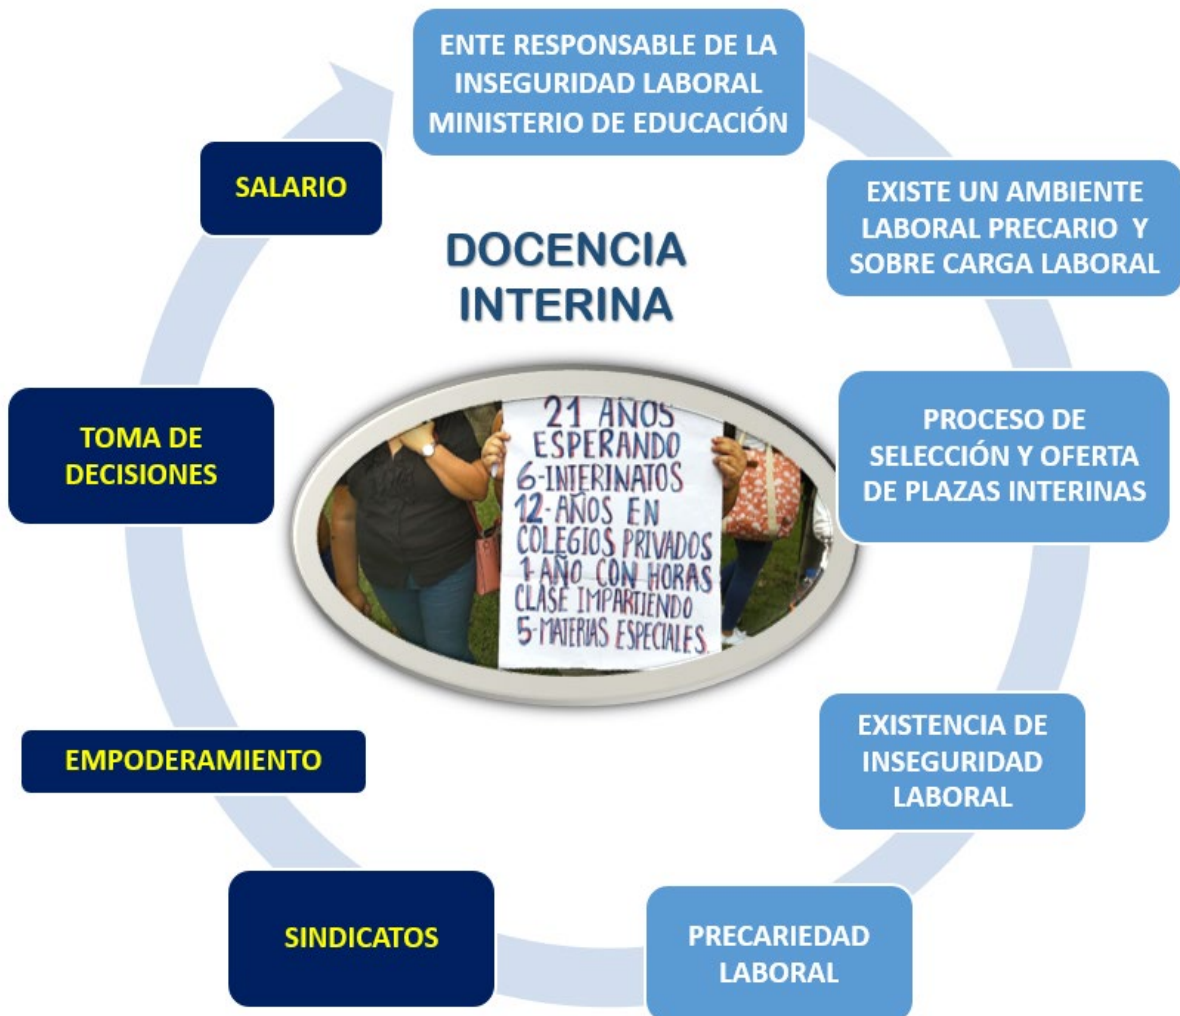 ENTE RESPONSABLE DE LA
INSEGURIDAD LABORAL
MINISTERIO DE EDUCACIÓN
EXISTE UN AMBIENTE
LABORAL PRECARIO Y
SOBRE CARGA LABORAL
PROCESO DE
SELECCIÓN Y OFERTA
DE PLAZAS INTERINAS
EXISTENCIA DE
INSEGURIDAD
LABORAL
PRECARIEDAD
LABORAL
SINDICATOS
EMPODERAMIENTO
TOMA DE
DECISIONES
SALARIO
DOCENCIA
INTERINA
21 AÑOS
ESPERANDO
6-INTERINATOS
12-AÑOS EN
COLEGIOS PRIVADOS
1-AÑO CON HORAS
CLASE IMPARTIENDO
5-MATERIAS ESPECIALES.